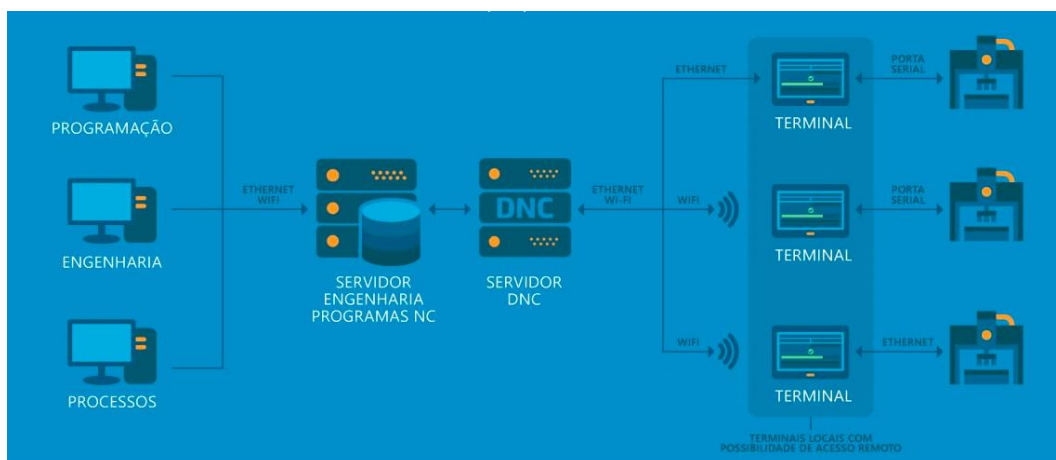 PROGRAMAÇÃO
ENGENHARIA
PROCESSOS
ETHERNET
WIFI
SERVIDOR
ENGENHARIA
PROGRAMAS NC
DNC
SERVIDOR
DNC
ETHERNET
WI-FI
ETHERNET
WIFI
WIFI
TERMINAL
TERMINAL
TERMINAL
PORTA
SERIAL
PORTA
SERIAL
ETHERNET
TERMINAIS LOCAIS COM
POSSIBILIDADE DE ACESSO REMOTO